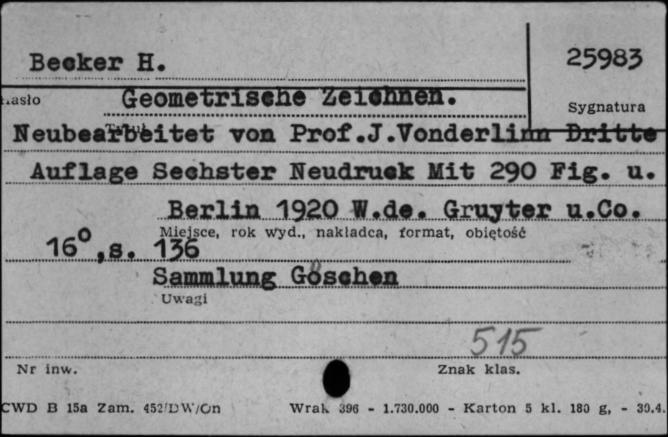 Becker H.
25983
Hasło
Geometrische Zeichnen.
Sygnatura
Neubearbeitet von Prof.J.Vonderlinn Dritte
Tytuł
Auflage Sechster Neudruck Mit 290 Fig. u.
Berlin 1920 W.de. Gruyter u.Co.
Miejsce, rok wyd., nakładca, format, objętość
16°,s. 136
Sammlung Göschen
Uwagi
515
Nr inw.
Znak klas.
CWD B 15a Zam. 452/DW/On Wrak 396 - 1.730.000 - Karton 5 kl. 180 g, - 30.4.